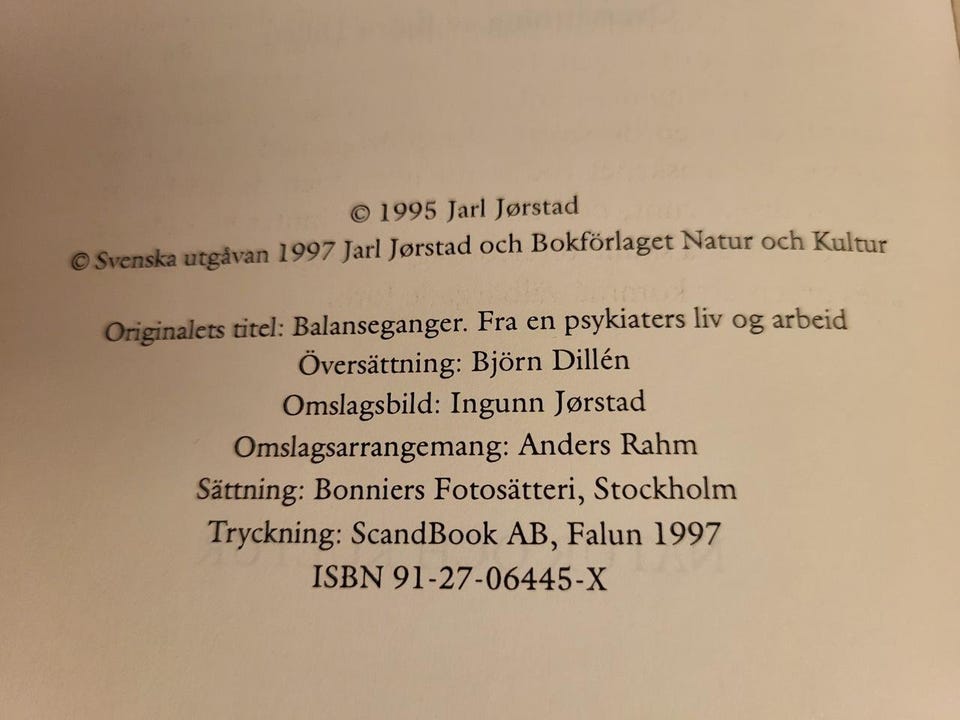 © 1995 Jarl Jørstad
© Svenska utgåvan 1997 Jarl Jørstad och Bokförlaget Natur och Kultur
Originalets titel: Balanseganger. Fra en psykiaters liv og arbeid
Översättning: Björn Dillén
Omslagsbild: Ingunn Jørstad
Omslagsarrangemang: Anders Rahm
Sättning: Bonniers Fotosätteri, Stockholm
Tryckning: ScandBook AB, Falun 1997
ISBN 91-27-06445-X